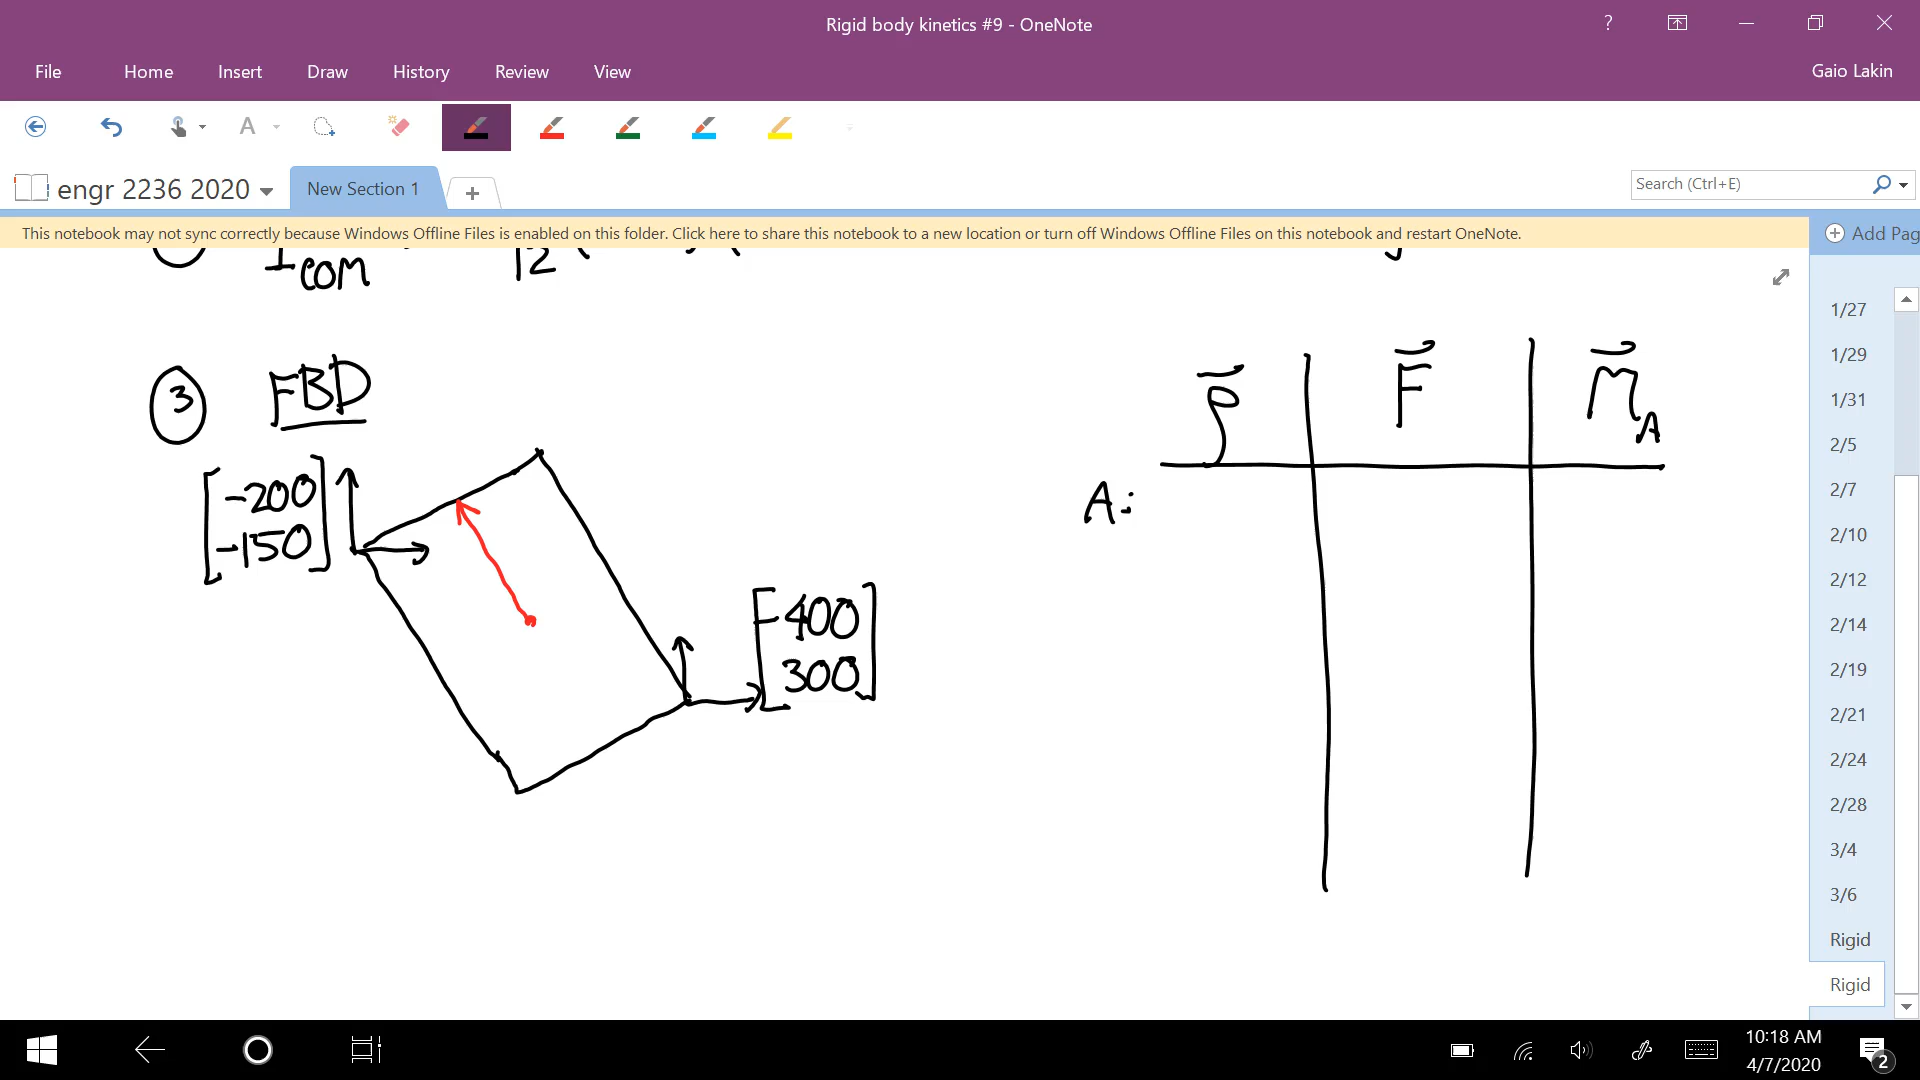 Rigid body kinetics #9 - OneNote
?
File Home Insert Draw History Review View
Gaio Lakin
A
engr 2236 2020
New Section 1
+
Search (Ctrl+E)
This notebook may not sync correctly because Windows Offline Files is enabled on this folder. Click here to share this notebook to a new location or turn off Windows Offline Files on this notebook and restart OneNote.
Add Pag
I COM
12
3 FBD
-200
-150
-400
300
ρ F M A
A:
1/27
1/29
1/31
2/5
2/7
2/10
2/12
2/14
2/19
2/21
2/24
2/28
3/4
3/6
Rigid
Rigid
10:18 AM
4/7/2020
2